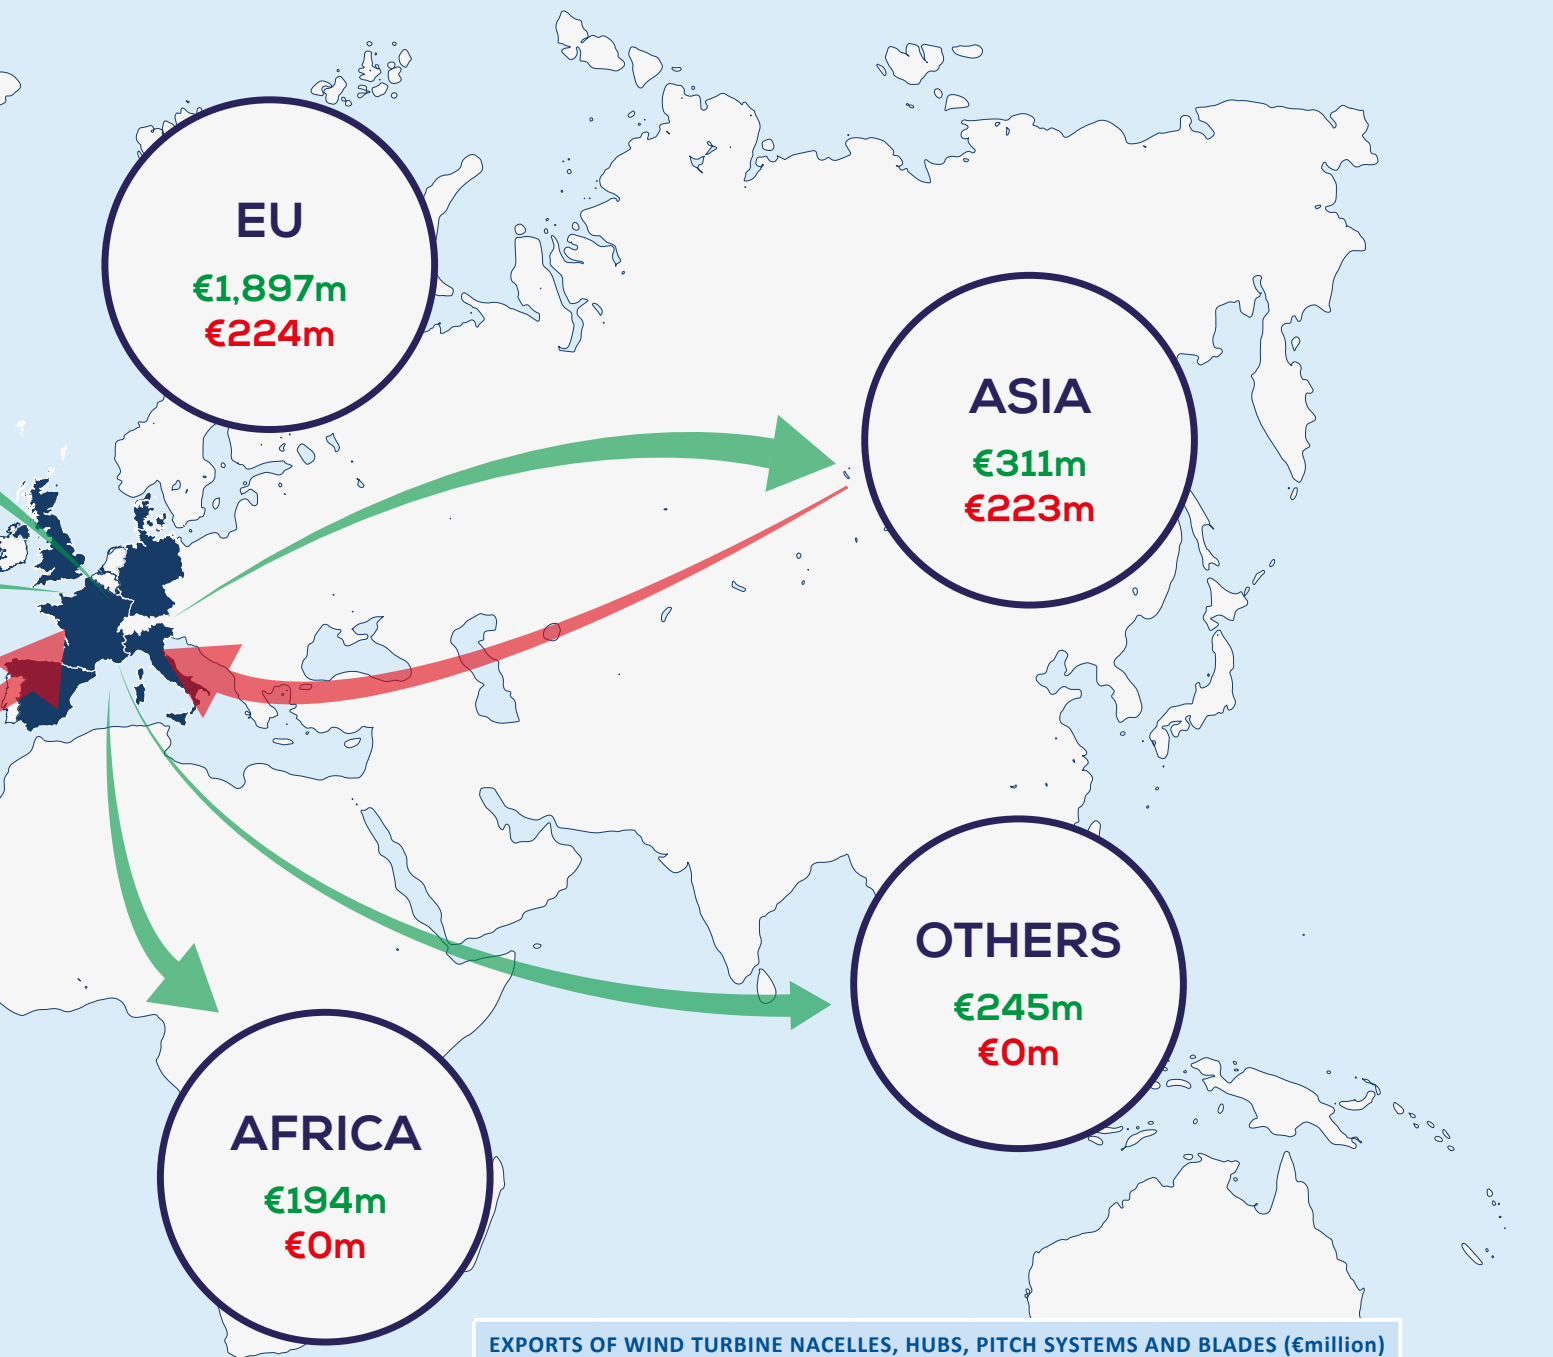 EU
€1,897m
€224m
ASIA
€311m
€223m
OTHERS
€245m
€0m
AFRICA
€194m
€0m
EXPORTS OF WIND TURBINE NACELLES, HUBS, PITCH SYSTEMS AND BLADES (€million)